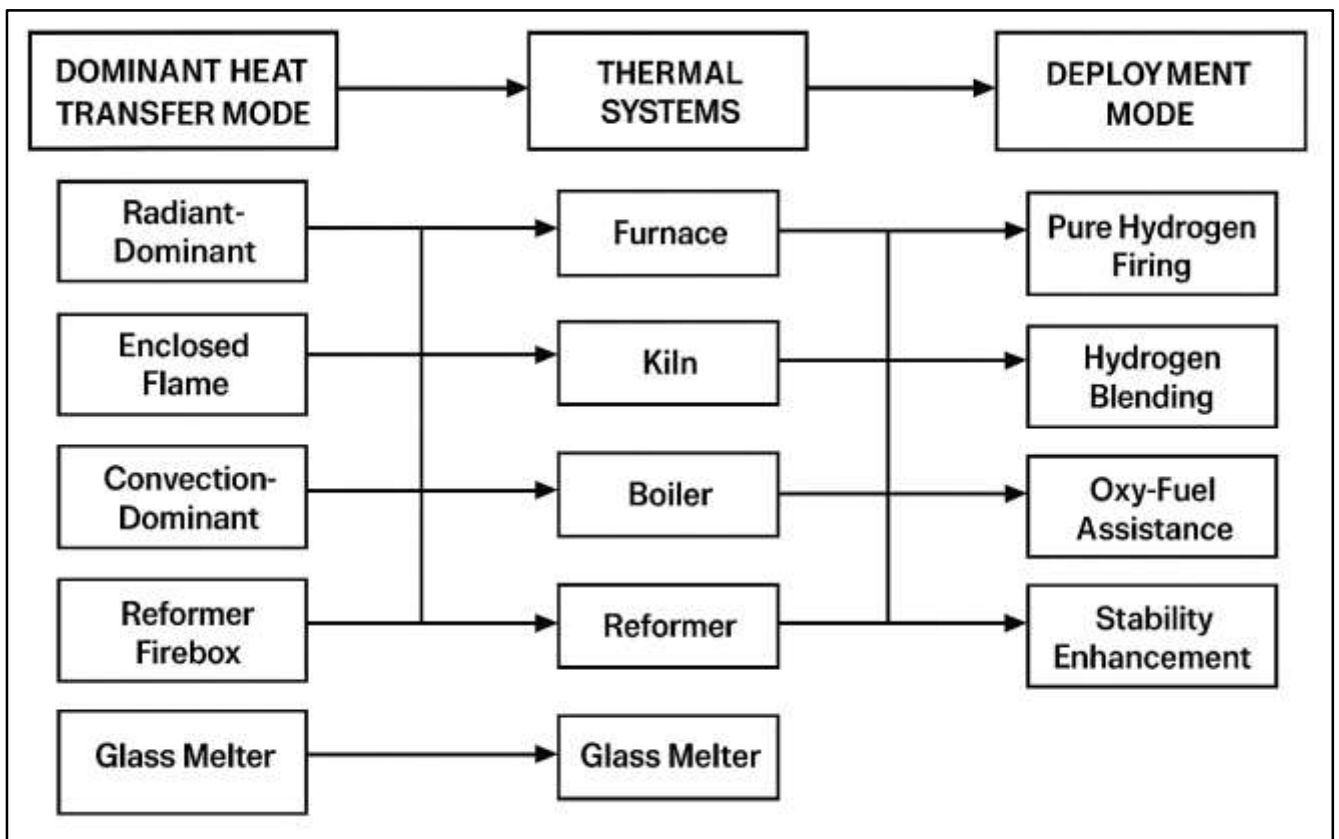 DOMINANT HEAT
TRANSFER MODE
THERMAL
SYSTEMS
DEPLOYMENT
MODE
Radiant-
Dominant
Furnace
Pure Hydrogen
Firing
Enclosed
Flame
Kiln
Hydrogen
Blending
Convection-
Dominant
Boiler
Oxy-Fuel
Assistance
Reformer
Firebox
Reformer
Stability
Enhancement
Glass Melter
Glass Melter